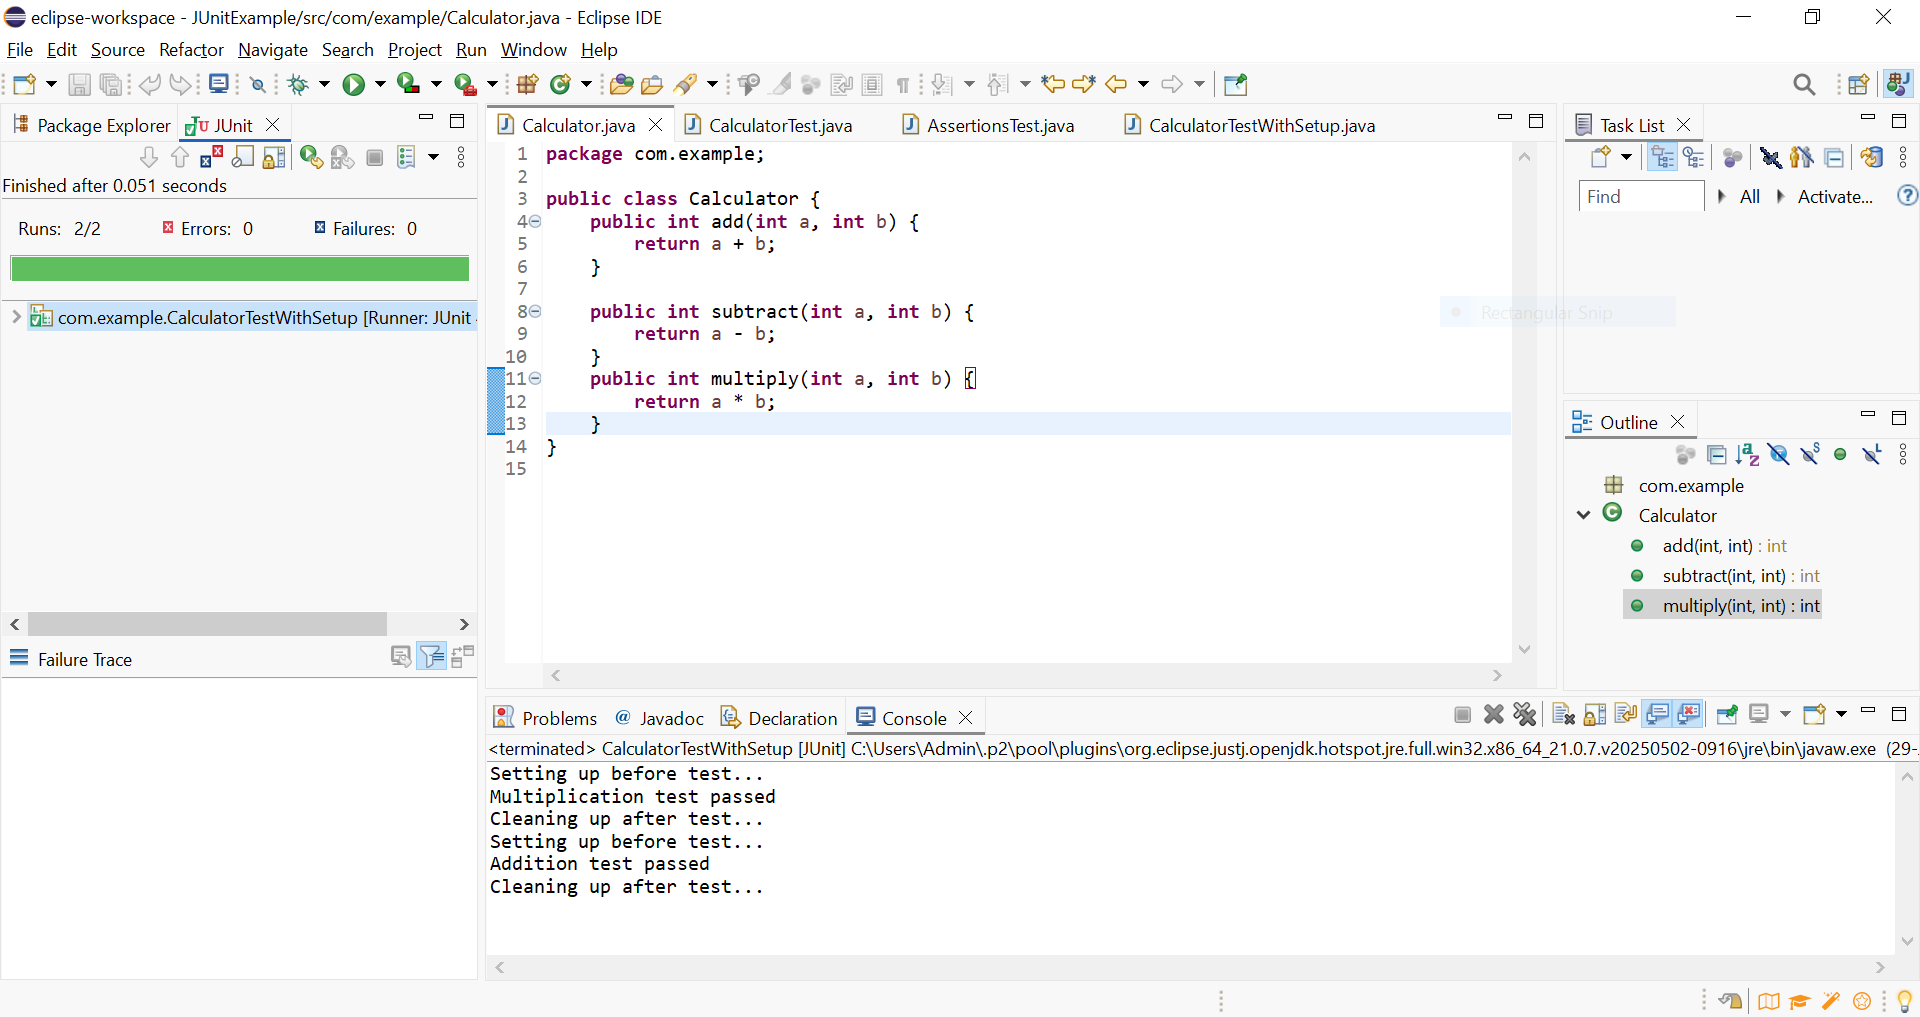 eclipse-workspace - JUnitExample/src/com/example/Calculator.java - Eclipse IDE
File Edit Source Refactor Navigate Search Project Run Window Help
Package Explorer JUnit
Finished after 0.051 seconds
Runs: 2/2 Errors: 0 Failures: 0
com.example.CalculatorTestWithSetup [Runner: JUnit
Failure Trace
Calculator.java CalculatorTest.java AssertionsTest.java CalculatorTestWithSetup.java
1 package com.example;
2
3 public class Calculator {
4 public int add(int a, int b) {
5 return a + b;
6 }
7
8 public int subtract(int a, int b) {
9 return a - b;
10 }
11 public int multiply(int a, int b) {
12 return a * b;
13 }
14 }
15
Rectangular Snip
Task List
Find All Activate...
Outline
com.example
Calculator
add(int, int) : int
subtract(int, int) : int
multiply(int, int) : int
Problems Javadoc Declaration Console
<terminated> CalculatorTestWithSetup [JUnit] C:\Users\Admin\.p2\pool\plugins\org.eclipse.justj.openjdk.hotspot.jre.full.win32.x86_64_21.0.7.v20250502-0916\jre\bin\javaw.exe (29-
Setting up before test...
Multiplication test passed
Cleaning up after test...
Setting up before test...
Addition test passed
Cleaning up after test...